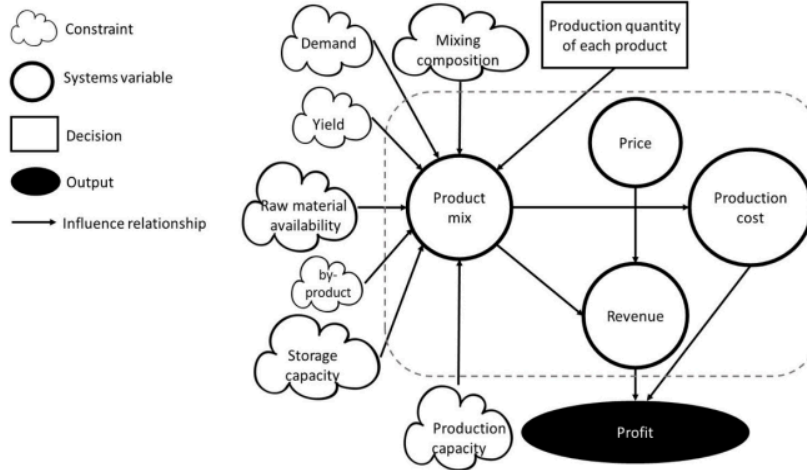 Constraint
Systems variable
Decision
Output
Influence relationship
Demand
Mixing
composition
Production quantity
of each product
Yield
Price
Raw material
availability
Product
mix
Production
cost
by-
product
Revenue
Storage
capacity
Production
capacity
Profit